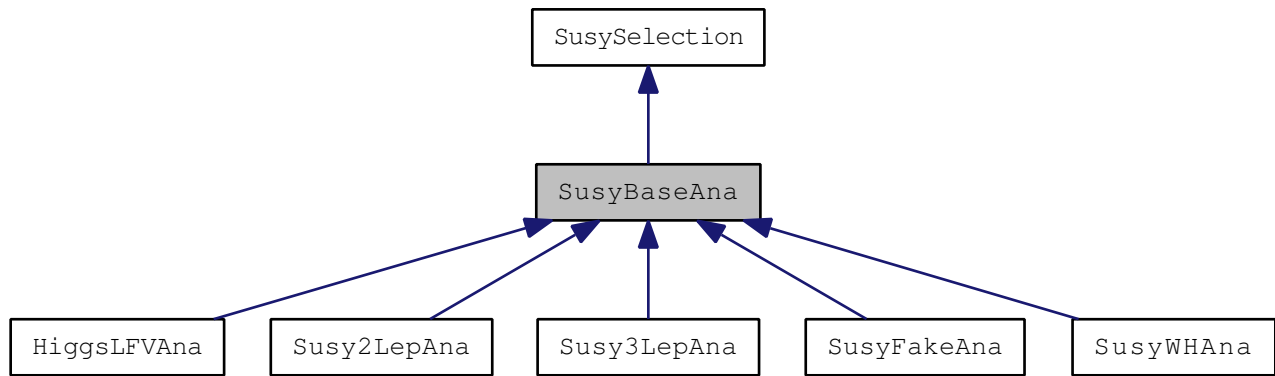 SusySelection
SusyBaseAna
HiggsLFVAna
Susy2LepAna
Susy3LepAna
SusyFakeAna
SusyWHAna